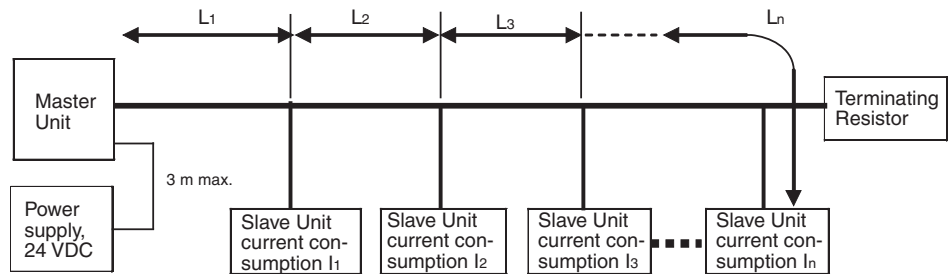 L1
L2
L3
Ln
Master
Unit
Terminating
Resistor
3 m max.
Power
supply,
24 VDC
Slave Unit
current con-
sumption I1
Slave Unit
current con-
sumption I2
Slave Unit
current con-
sumption I3
Slave Unit
current con-
sumption In